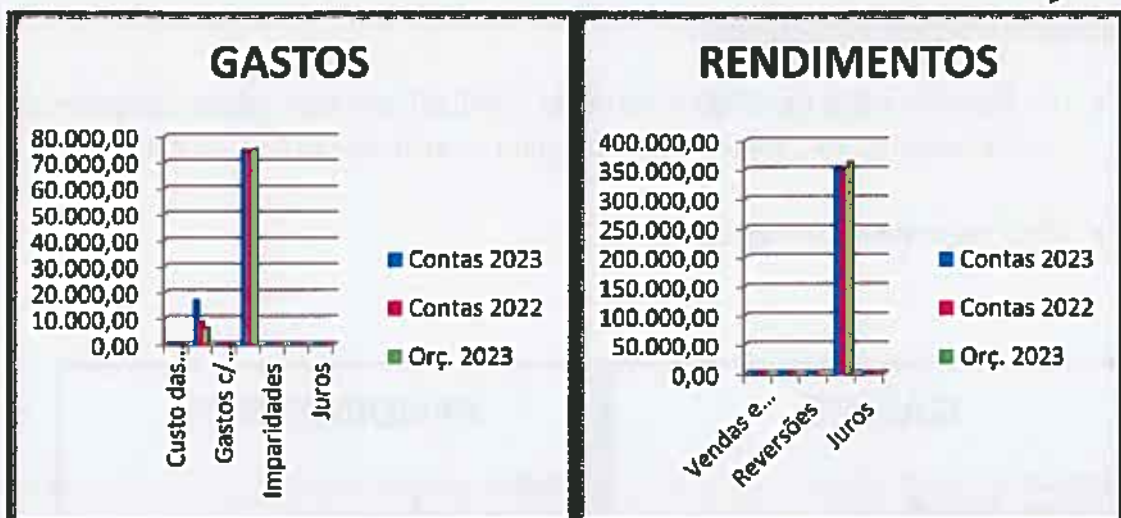 GASTOS
80.000,00
70.000,00
60.000,00
50.000,00
40.000,00
30.000,00
20.000,00
10.000,00
0,00
Custo das...
Gastos c/...
Imparidades
Juros
Contas 2023
Contas 2022
Orç. 2023
RENDIMENTOS
400.000,00
350.000,00
300.000,00
250.000,00
200.000,00
150.000,00
100.000,00
50.000,00
0,00
Vendas e...
Reversões
Juros
Contas 2023
Contas 2022
Orç. 2023